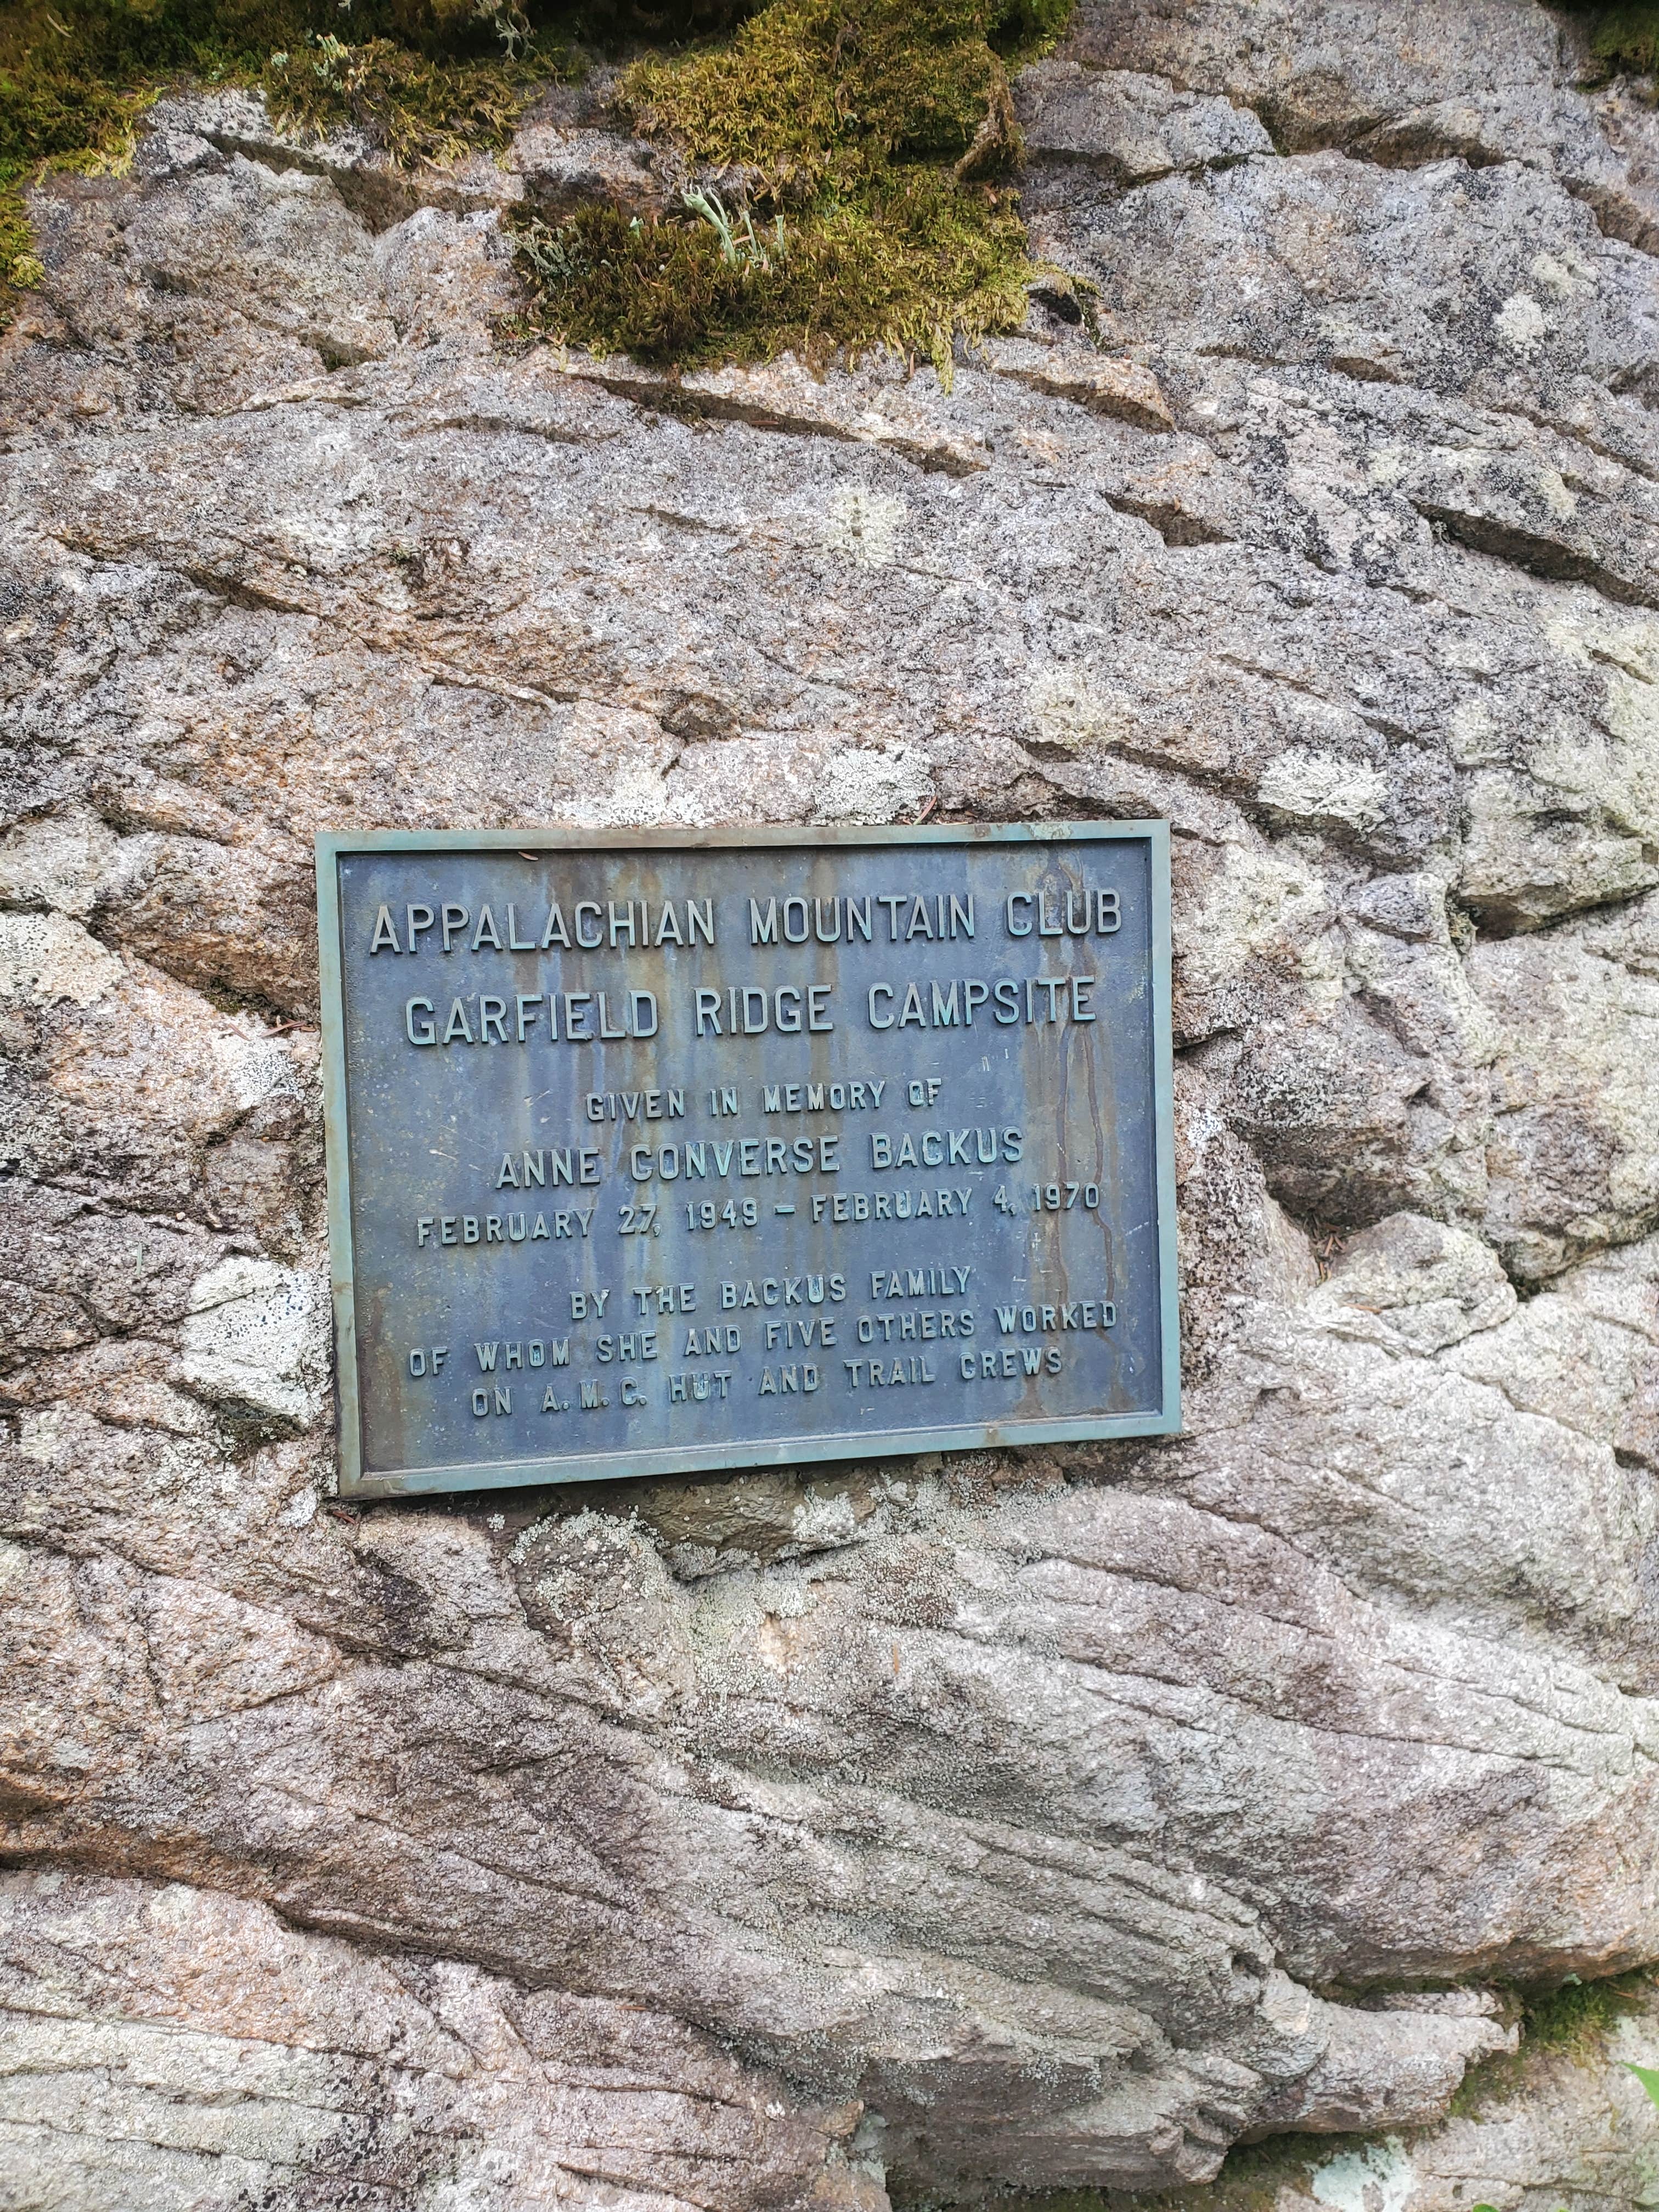 APPALACHIAN MOUNTAIN CLUB
GARFIELD RIDGE CAMPSITE
GIVEN IN MEMORY OF
ANNE CONVERSE BACKUS
FEBRUARY 27, 1949 – FEBRUARY 4, 1970
BY THE BACKUS FAMILY
OF WHOM SHE AND FIVE OTHERS WORKED
ON A.M.C. HUT AND TRAIL CREWS